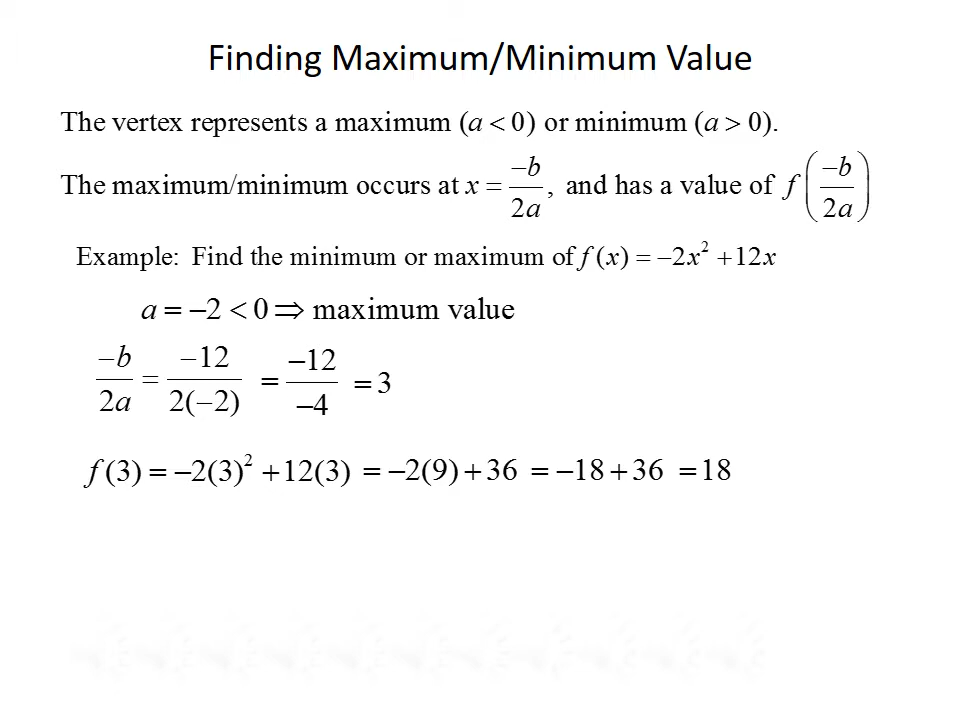 Finding Maximum/Minimum Value
The vertex represents a maximum (a < 0) or minimum (a > 0).
The maximum/minimum occurs at x = −b/2a, and has a value of f(−b/2a)
Example: Find the minimum or maximum of f(x) = −2x² + 12x
a = −2 < 0 ⇒ maximum value
−b/2a = −12/2(−2) = −12/−4 = 3
f(3) = −2(3)² + 12(3) = −2(9) + 36 = −18 + 36 = 18